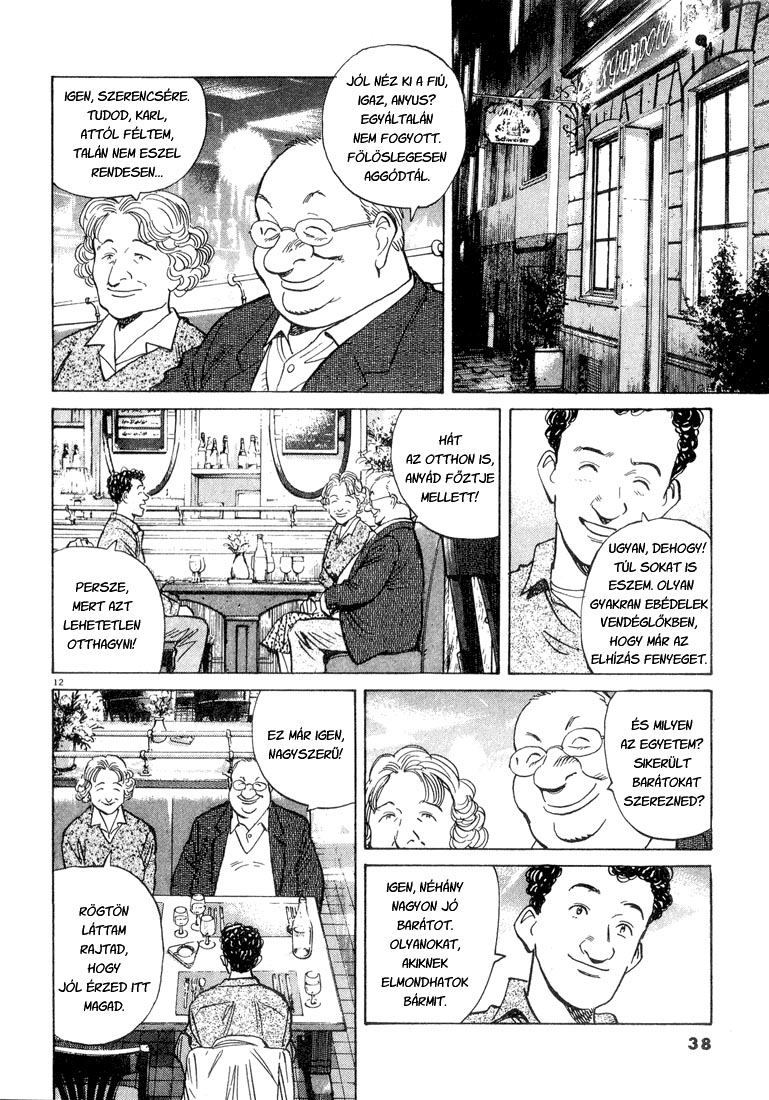 JÓL NÉZ KI A FIÚ,
IGAZ, ANYUS?
EGYÁLTALÁN
NEM FOGYOTT.
FÖLÖSLEGESEN
AGGÓDTÁL.
IGEN, SZERENCSÉRE.
TUDOD, KARL,
ATTÓL FÉLTEM,
TALÁN NEM ESZEL
RENDESEN...
UGYAN, DEHOGY!
TÚL SOKAT IS
ESZEM. OLYAN
GYAKRAN EBÉDELEK
VENDÉGLŐKBEN,
HOGY MÁR AZ
ELHÍZÁS FENYEGET.
HÁT
AZ OTTHON IS,
ANYÁD FŐZTJE
MELLETT!
PERSZE,
MERT AZT
LEHETETLEN
OTTHAGYNI!
12
ÉS MILYEN
AZ EGYETEM?
SIKERÜLT
BARÁTOKAT
SZEREZNED?
IGEN, NÉHÁNY
NAGYON JÓ
BARÁTOT.
OLYANOKAT,
AKIKNEK
ELMONDHATOK
BÁRMIT.
EZ MÁR IGEN,
NAGYSZERŰ!
RÖGTÖN
LÁTTAM
RAJTAD,
HOGY
JÓL ÉRZED ITT
MAGAD.
38